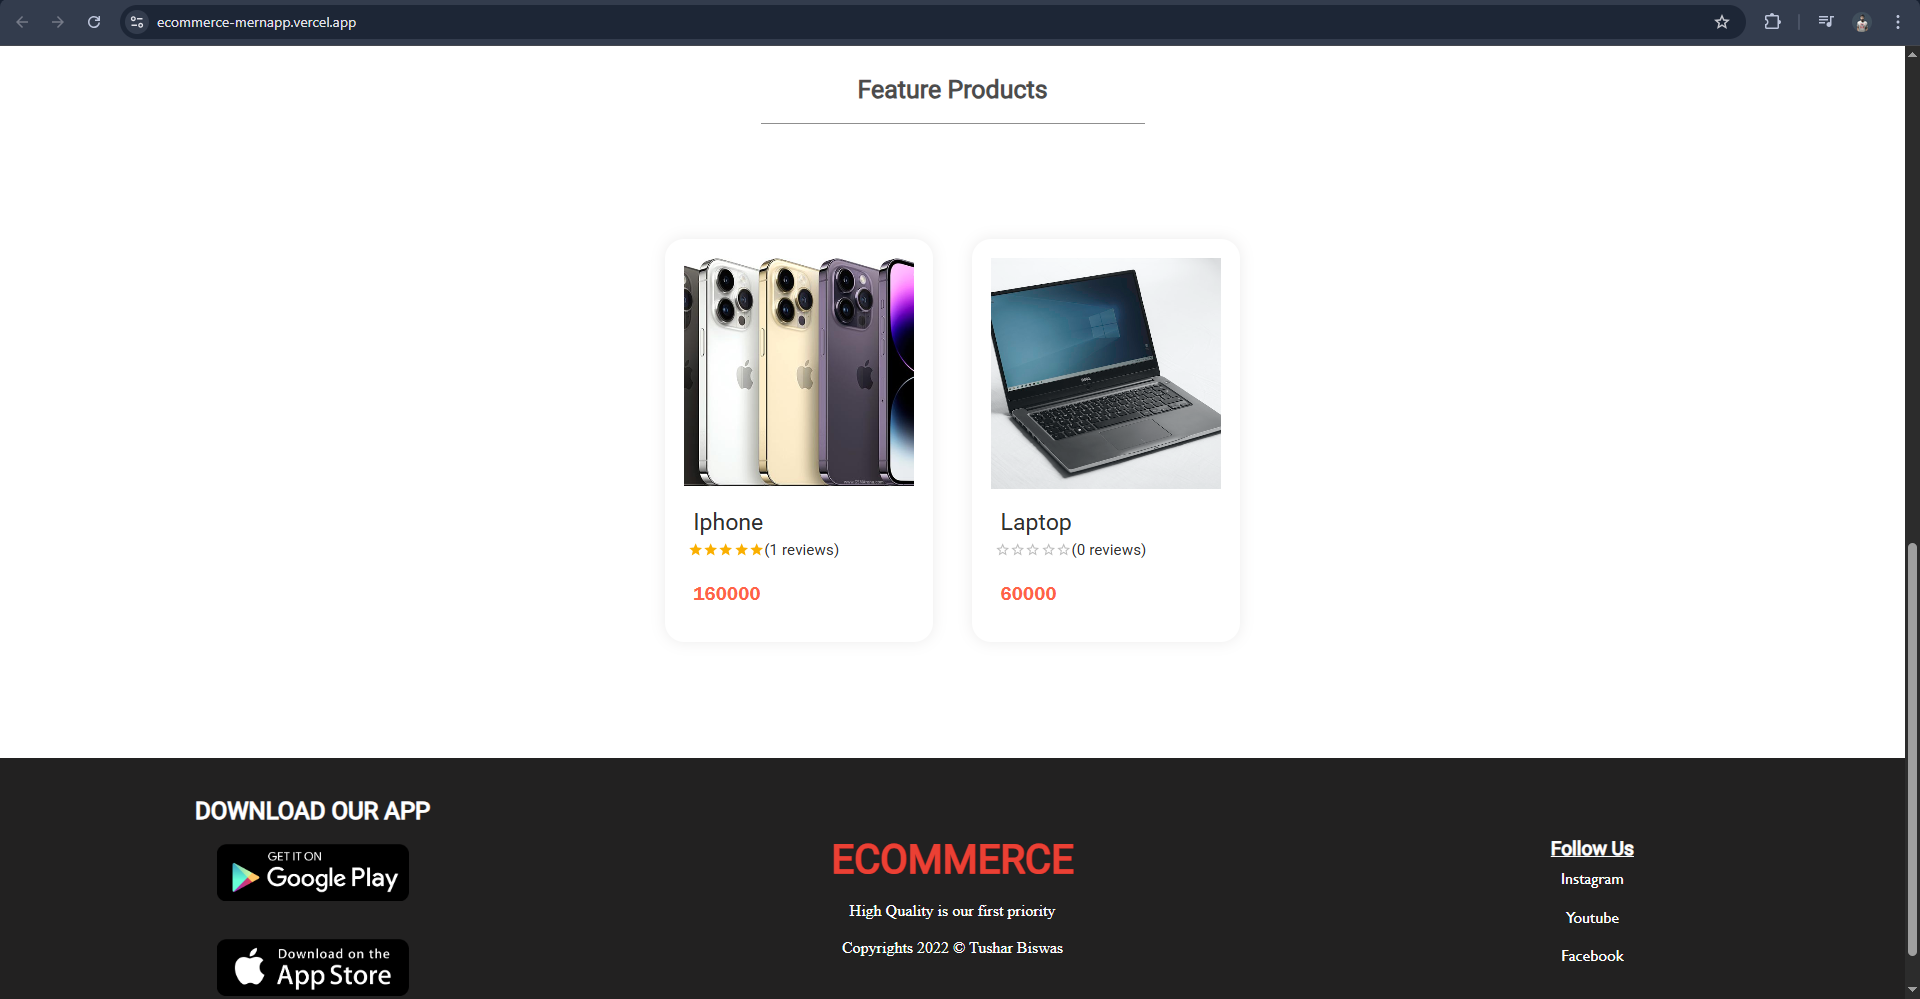 ecommerce-mernapp.vercel.app
Feature Products
Iphone
(1 reviews)
160000
Laptop
(0 reviews)
60000
DOWNLOAD OUR APP
GET IT ON
Google Play
Download on the
App Store
ECOMMERCE
High Quality is our first priority
Copyrights 2022 © Tushar Biswas
Follow Us
Instagram
Youtube
Facebook